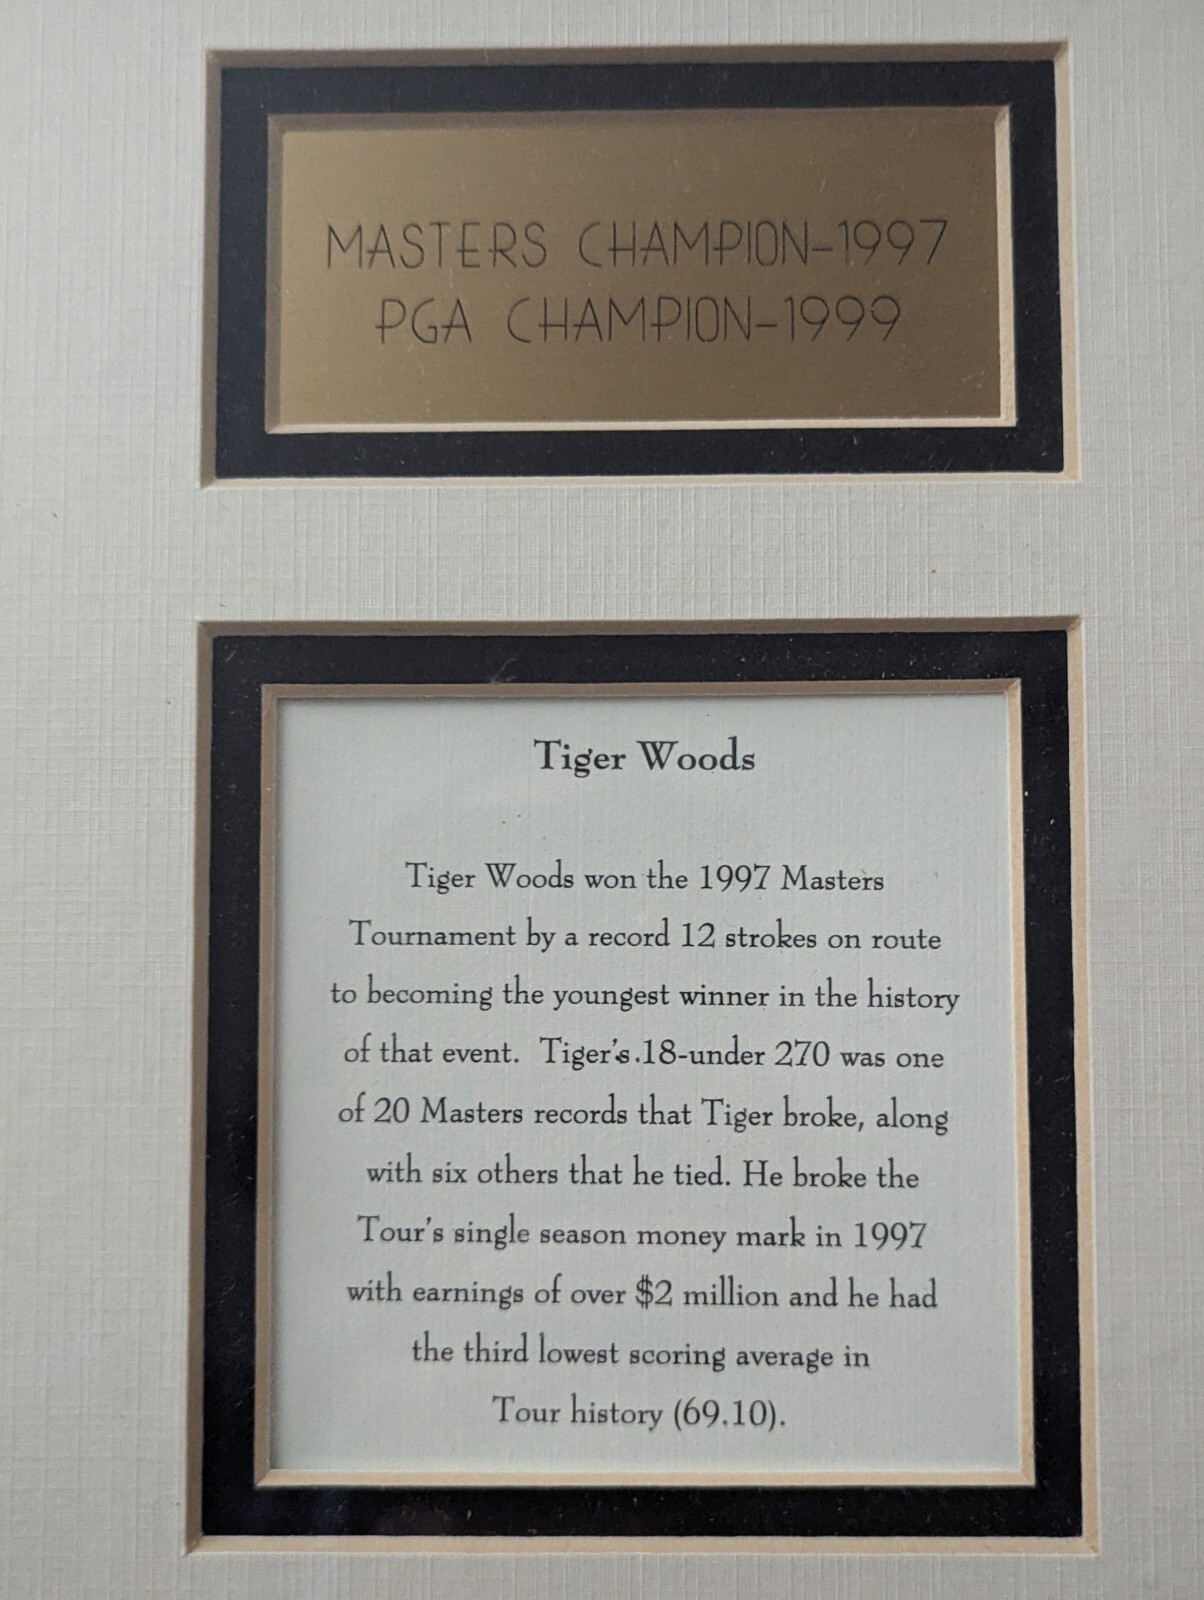 MASTERS CHAMPION-1997
PGA CHAMPION-1999
Tiger Woods
Tiger Woods won the 1997 Masters
Tournament by a record 12 strokes on route
to becoming the youngest winner in the history
of that event. Tiger's.18-under 270 was one
of 20 Masters records that Tiger broke, along
with six others that he tied. He broke the
Tour's single season money mark in 1997
with earnings of over $2 million and he had
the third lowest scoring average in
Tour history (69.10).